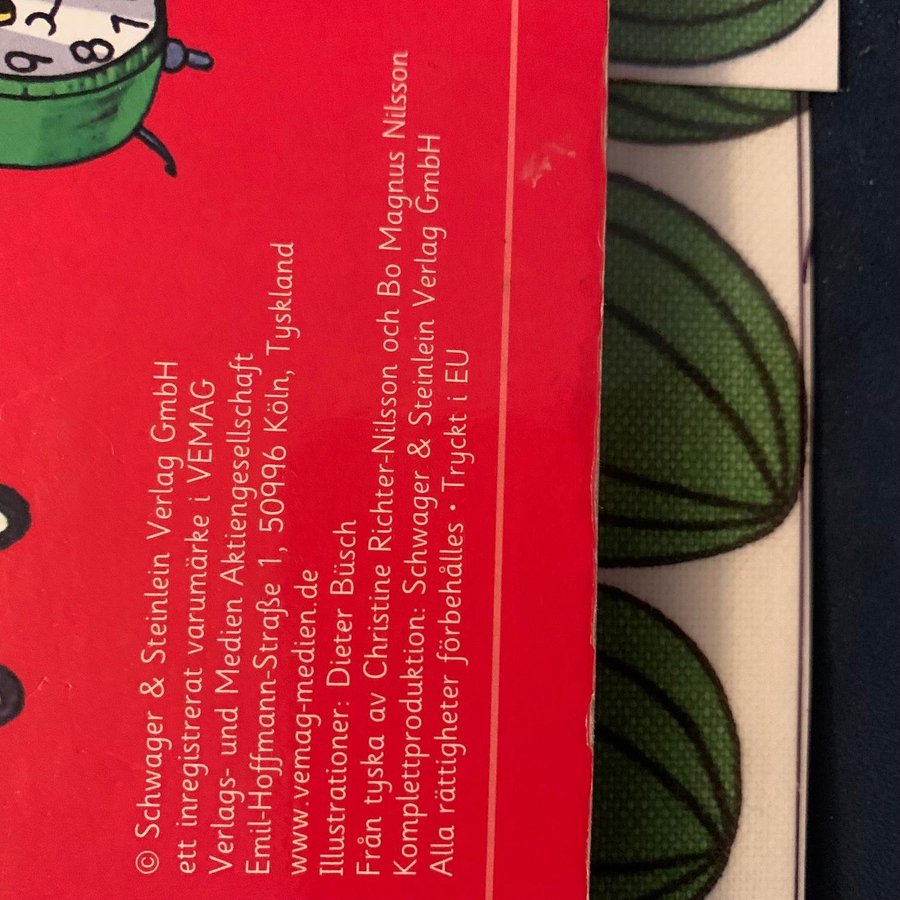 © Schwager & Steinlein Verlag GmbH
ett inregistrerat varumärke i VEMAG
Verlags- und Medien Aktiengesellschaft
Emil-Hoffmann-Straße 1, 50996 Köln, Tyskland
www.vemag-medien.de
Illustrationer: Dieter Büsch
Från tyska av Christine Richter-Nilsson och Bo Magnus Nilsson
Komplettproduktion: Schwager & Steinlein Verlag GmbH
Alla rättigheter förbehålles • Tryckt i EU